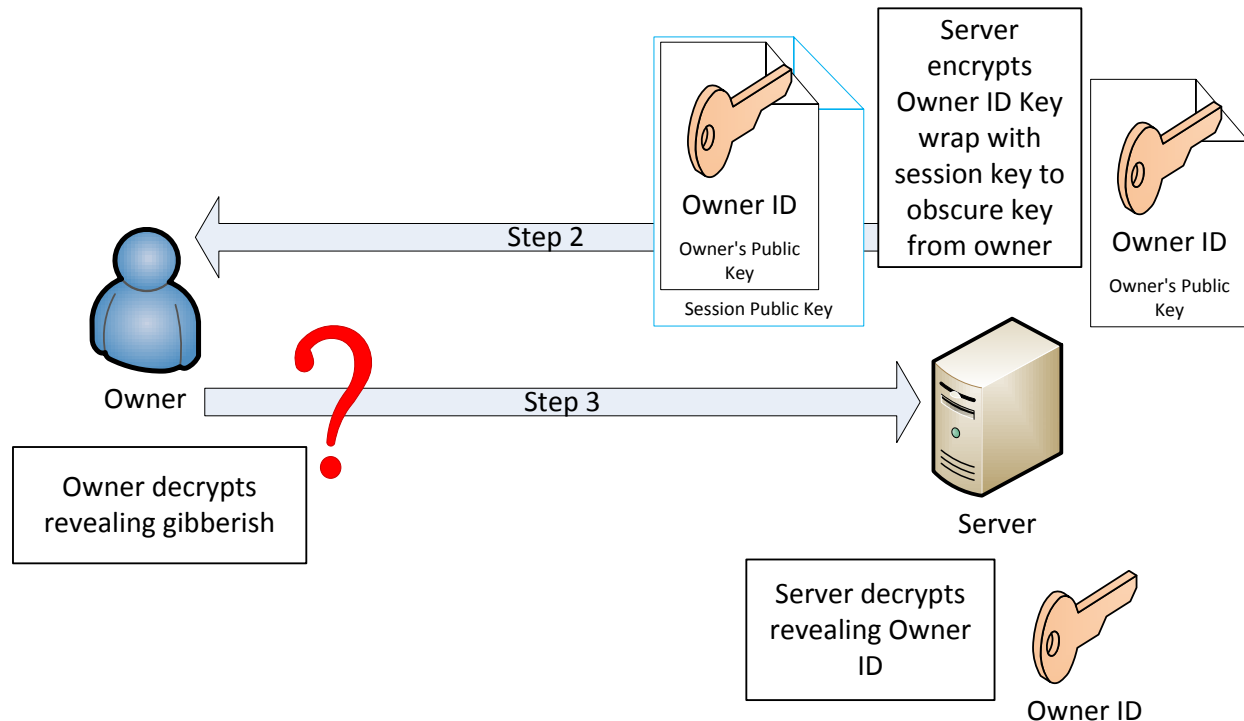 Server
encrypts
Owner ID Key
wrap with
session key to
obscure key
from owner
Owner ID
Owner's Public
Key
Session Public Key
Owner ID
Owner's Public
Key
Step 2
Owner
?
Step 3
Owner decrypts
revealing gibberish
Server
Server decrypts
revealing Owner
ID
Owner ID